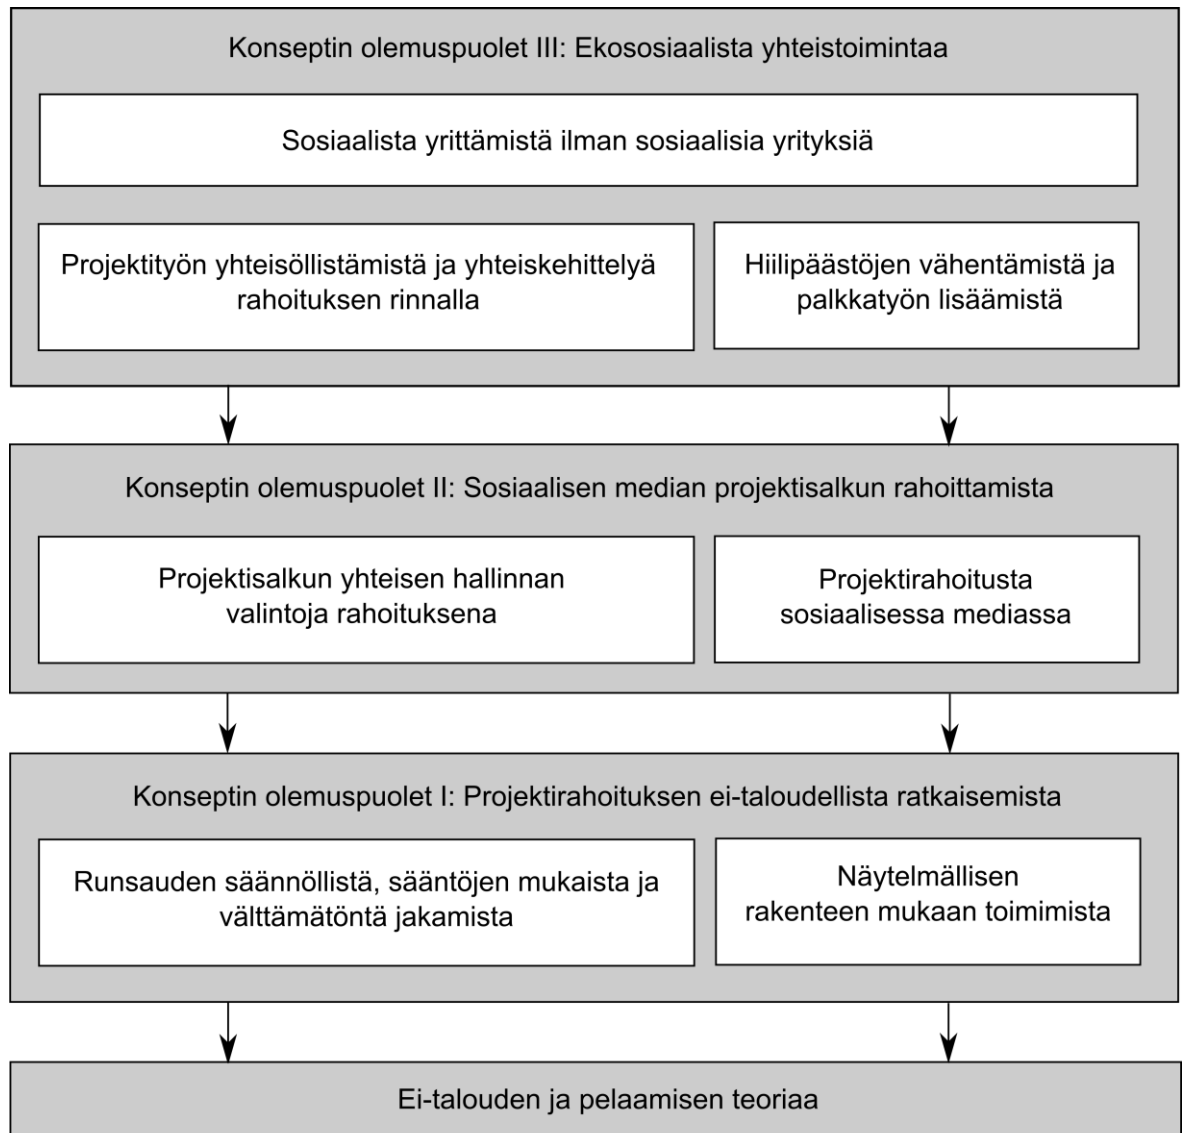 Konseptin olemuspuolet III: Ekososiaalista yhteistoimintaa
Sosiaalista yrittämistä ilman sosiaalisia yrityksiä
Projektityön yhteisöllistämistä ja yhteiskehittelyä
rahoituksen rinnalla
Hiilipäästöjen vähentämistä ja
palkkatyön lisäämistä
Konseptin olemuspuolet II: Sosiaalisen median projektisalkun rahoittamista
Projektisalkun yhteisen hallinnan
valintoja rahoituksena
Projektirahoitusta
sosiaalisessa mediassa
Konseptin olemuspuolet I: Projektirahoituksen ei-taloudellista ratkaisemista
Runsauden säännöllistä, sääntöjen mukaista ja
välttämätöntä jakamista
Näytelmällisen
rakenteen mukaan toimimista
Ei-talouden ja pelaamisen teoriaa